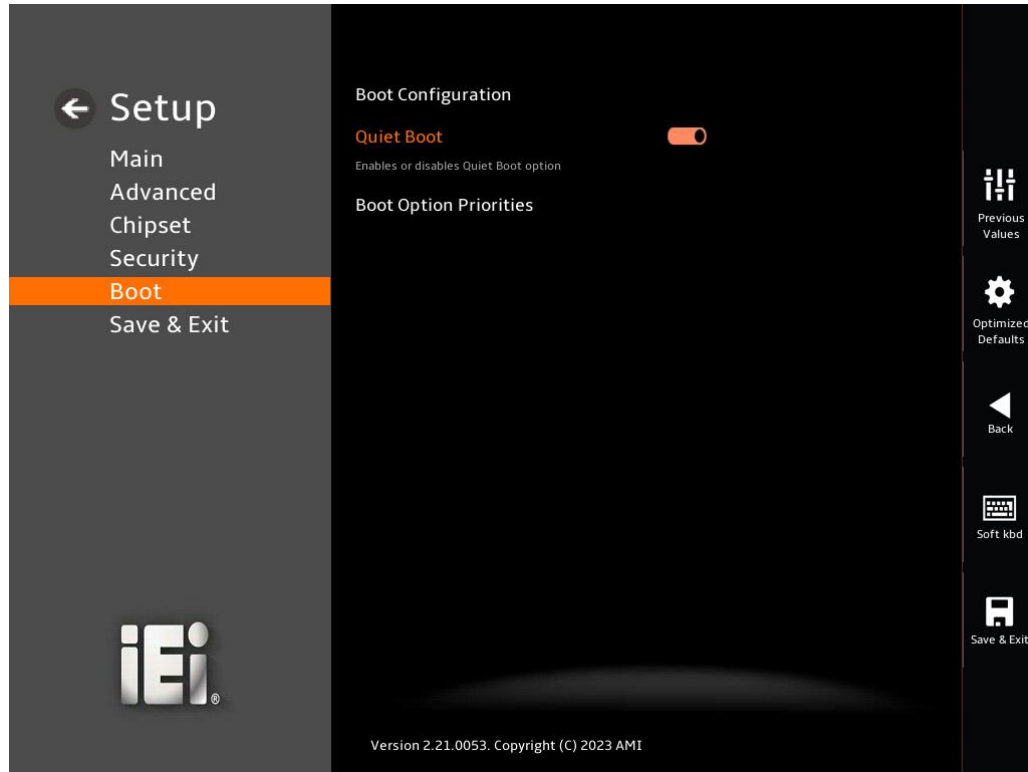 Setup
Main
Advanced
Chipset
Security
Boot
Save & Exit
iEi®
Boot Configuration
Quiet Boot
Enables or disables Quiet Boot option
Boot Option Priorities
Version 2.21.0053. Copyright (C) 2023 AMI
Previous
Values
Optimized
Defaults
Back
Soft kbd
Save & Exit